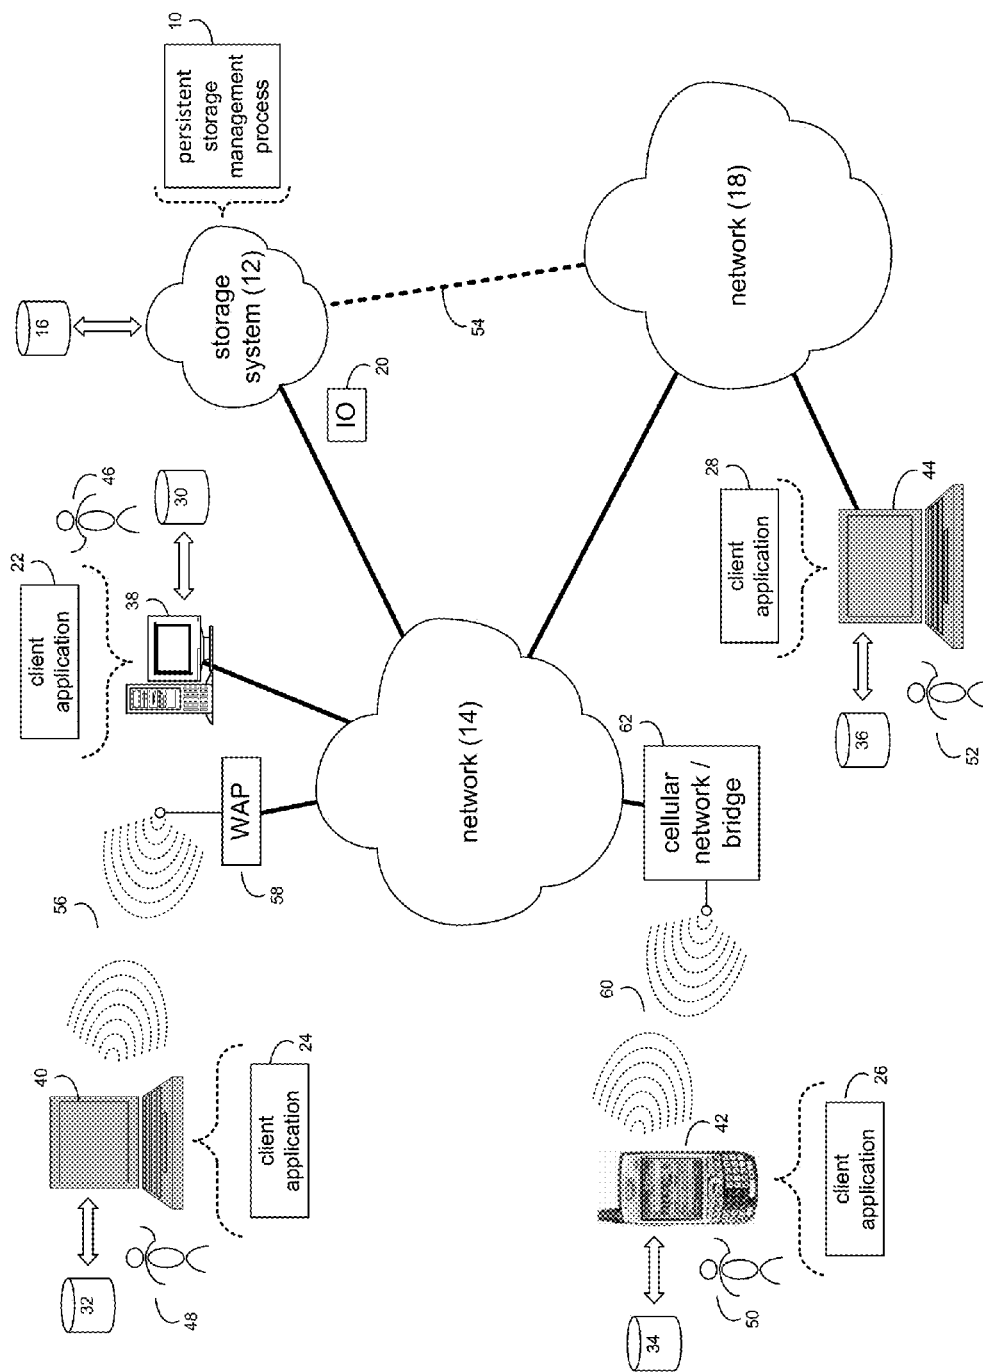 32
48
40
client
application
24
56
WAP
58
client
application
22
38
46
30
16
storage
system (12)
persistent
storage
management
process
10
IO
20
54
network (14)
network (18)
34
50
42
client
application
26
60
cellular
network /
bridge
62
36
52
client
application
28
44